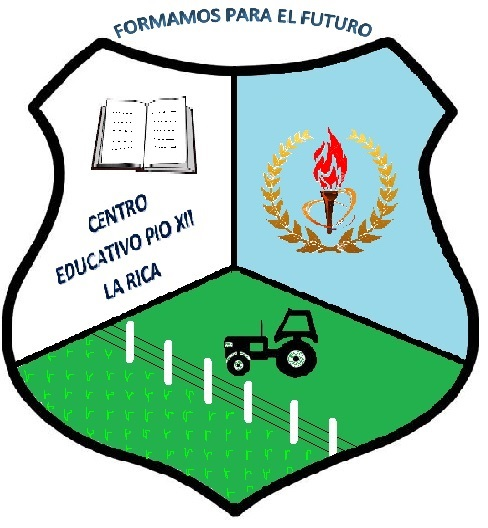 FORMAMOS PARA EL FUTURO
CENTRO
EDUCATIVO PIO XII
LA RICA